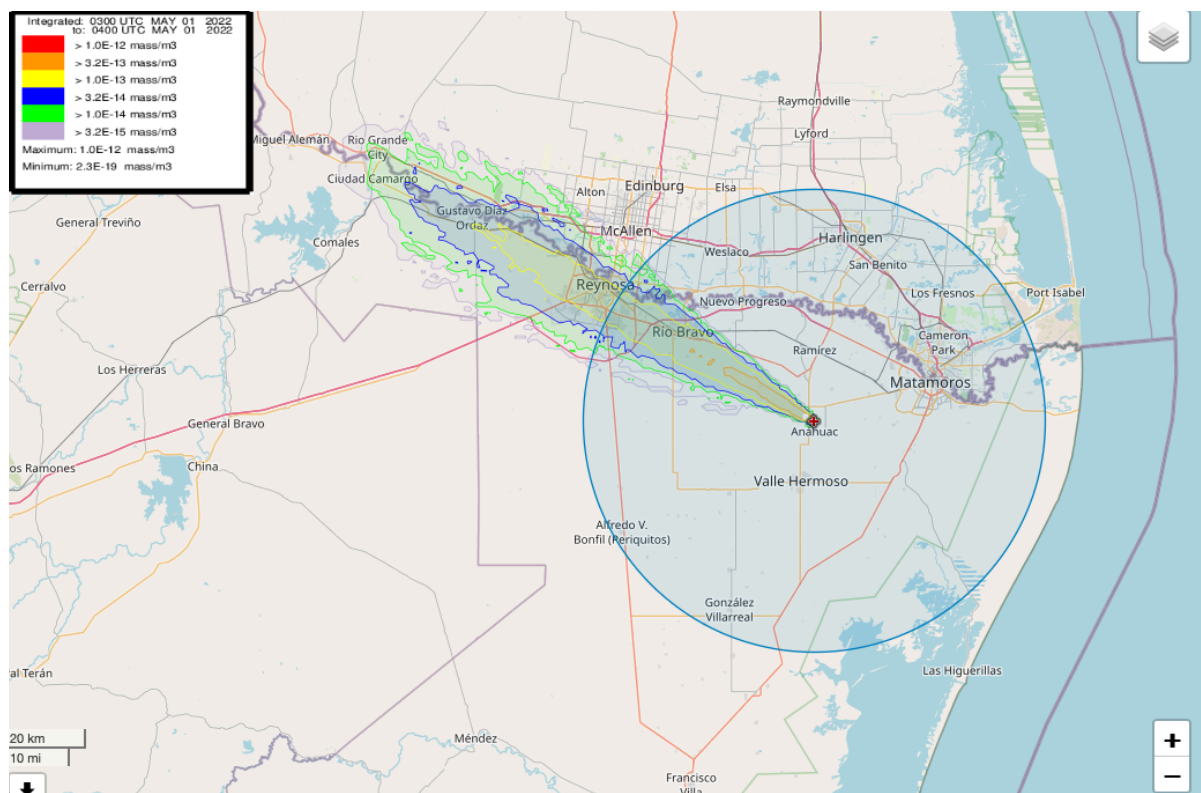 Integrated: 0300 UTC MAY 01 2022
to: 0400 UTC MAY 01 2022
> 1.0E-12 mass/m3
> 3.2E-13 mass/m3
> 1.0E-13 mass/m3
> 3.2E-14 mass/m3
> 1.0E-14 mass/m3
> 3.2E-15 mass/m3
Maximum: 1.0E-12 mass/m3
Minimum: 2.3E-19 mass/m3
Raymondville
Lyford
Miguel Alemán
Rio Grande
City
Ciudad Camargo
Alton
Edinburg
Elsa
General Treviño
Gustavo Díaz
Ordaz
McAllen
Comales
Weslaco
Harlingen
San Benito
Cerralvo
Reynosa
Nuevo Progreso
Los Fresnos
Port Isabel
Río Bravo
Ramírez
Cameron
Park
Los Herreras
Matamoros
General Bravo
Anáhuac
os Ramones
China
Valle Hermoso
Alfredo V.
Bonfil (Periquitos)
González
Villarreal
ral Terán
Las Higuerillas
20 km
10 mi
Méndez
+
−
Francisco
Villa